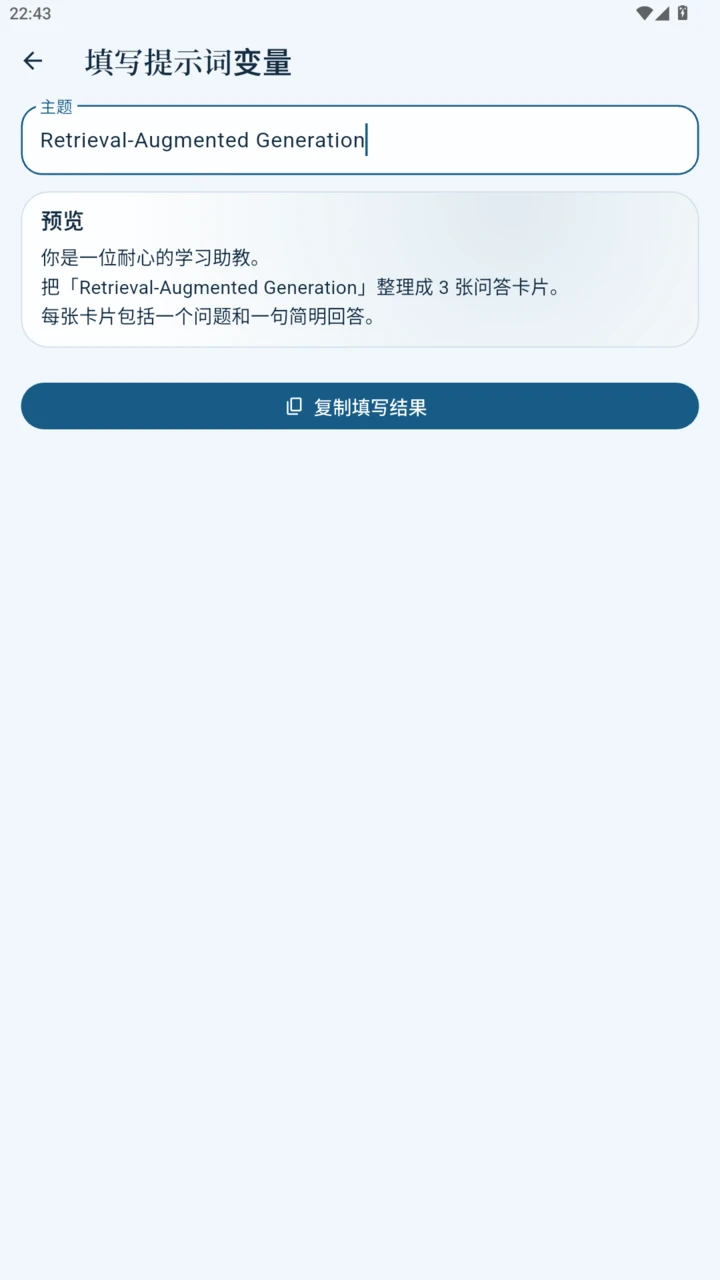 22:43
填写提示词变量
主题
Retrieval-Augmented Generation
预览
你是一位耐心的学习助教。
把「Retrieval-Augmented Generation」整理成 3 张问答卡片。
每张卡片包括一个问题和一句简明回答。
复制填写结果